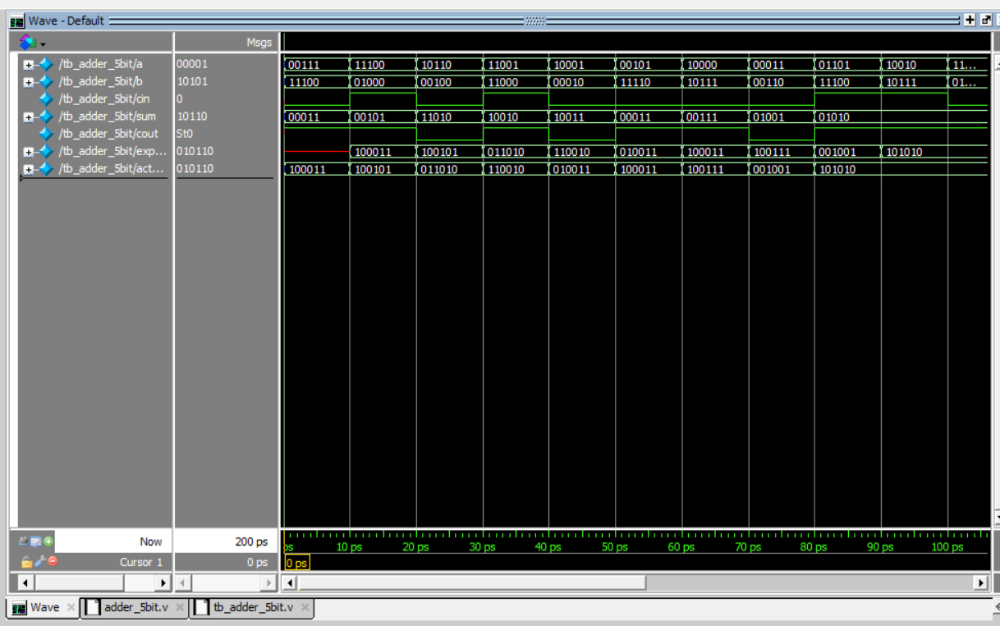 Wave - Default
Msgs
/tb_adder_5bit/a 00001 00111 11100 10110 11001 10001 00101 10000 00011 01101 10010 11...
/tb_adder_5bit/b 10101 11100 01000 00100 11000 00010 11110 10111 00110 11100 10111 01...
/tb_adder_5bit/cin 0
/tb_adder_5bit/sum 10110 00011 00101 11010 10010 10011 00011 00111 01001 01010
/tb_adder_5bit/cout St0
/tb_adder_5bit/exp... 010110 100011 100101 011010 110010 010011 100011 100111 001001 101010
/tb_adder_5bit/act... 010110 100011 100101 011010 110010 010011 100011 100111 001001 101010
Now 200 ps ps 10 ps 20 ps 30 ps 40 ps 50 ps 60 ps 70 ps 80 ps 90 ps 100 ps
Cursor 1 0 ps 0 ps
Wave adder_5bit.v tb_adder_5bit.v